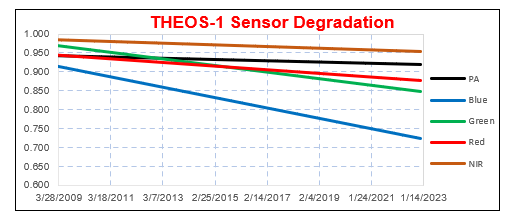 THEOS-1 Sensor Degradation
1.000
0.950
0.900
0.850
0.800
0.750
0.700
0.650
0.600
3/28/2009 3/18/2011 3/7/2013 2/25/2015 2/14/2017 2/4/2019 1/24/2021 1/14/2023
PA
Blue
Green
Red
NIR